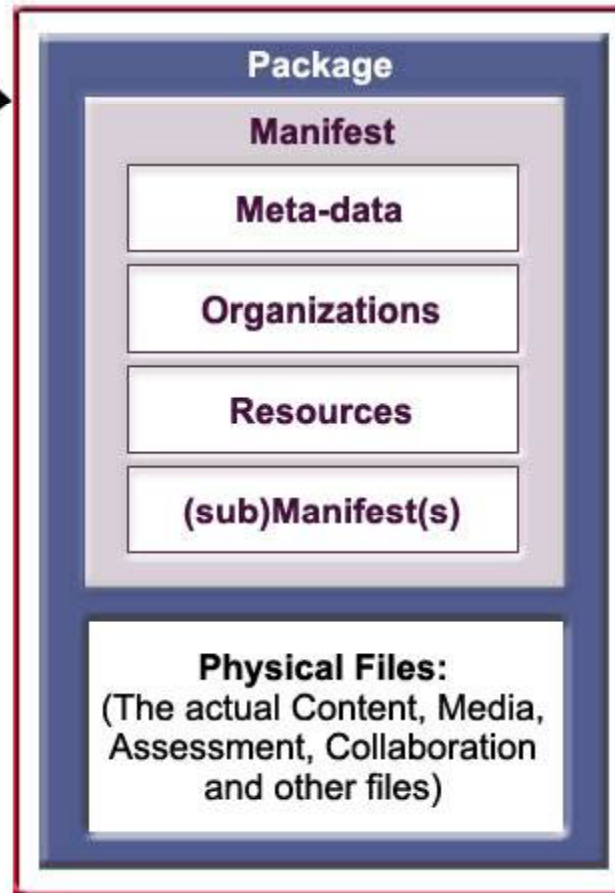 Package
Manifest
Meta-data
Organizations
Resources
(sub)Manifest(s)
Physical Files:
(The actual Content, Media,
Assessment, Collaboration
and other files)